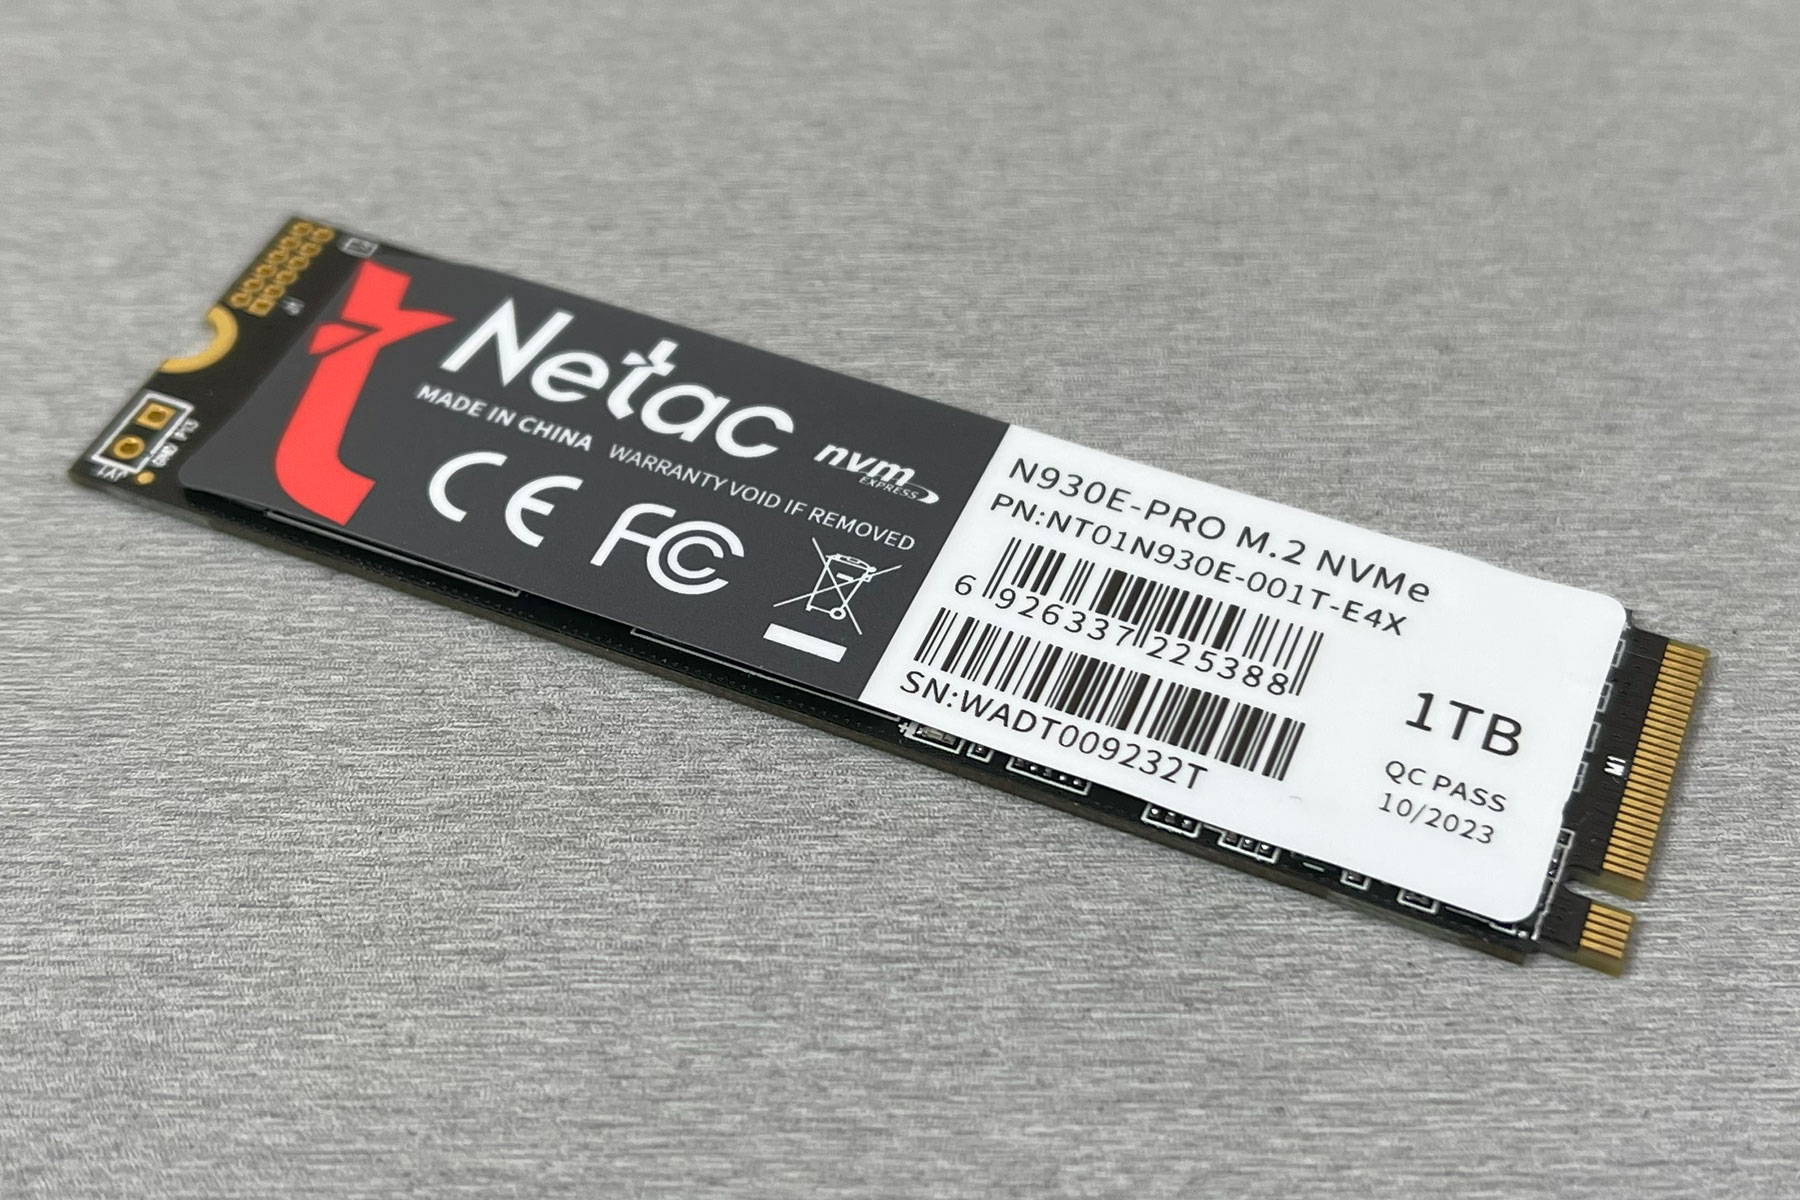 Netac
MADE IN CHINA WARRANTY VOID IF REMOVED
nvm
EXPRESS
CE FC
N930E-PRO M.2 NVMe
PN:NT01N930E-001T-E4X
6 926337 225388
SN:WADT009232T
1TB
QC PASS
10/2023
M1